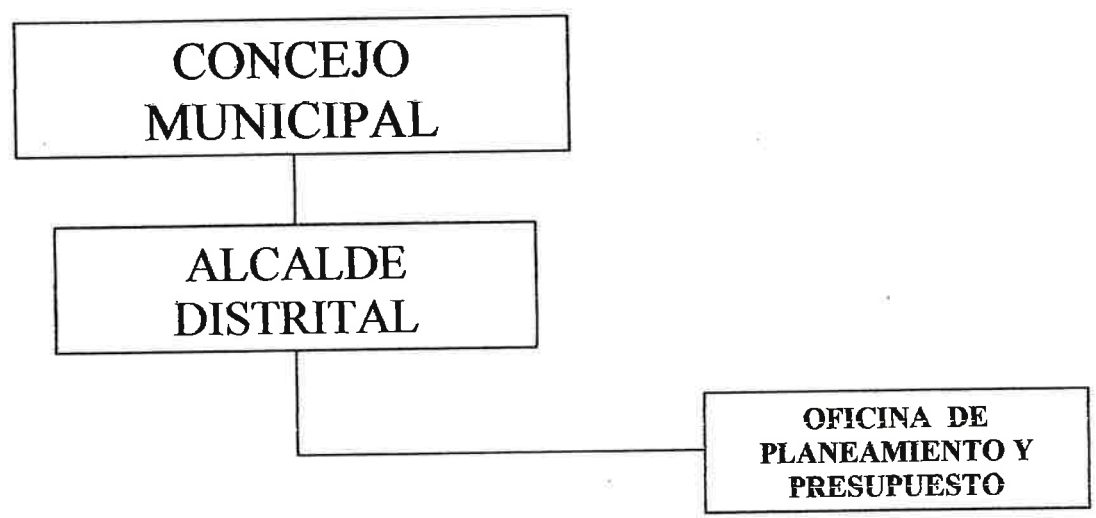 CONCEJO
MUNICIPAL
ALCALDE
DISTRITAL
OFICINA DE
PLANEAMIENTO Y
PRESUPUESTO